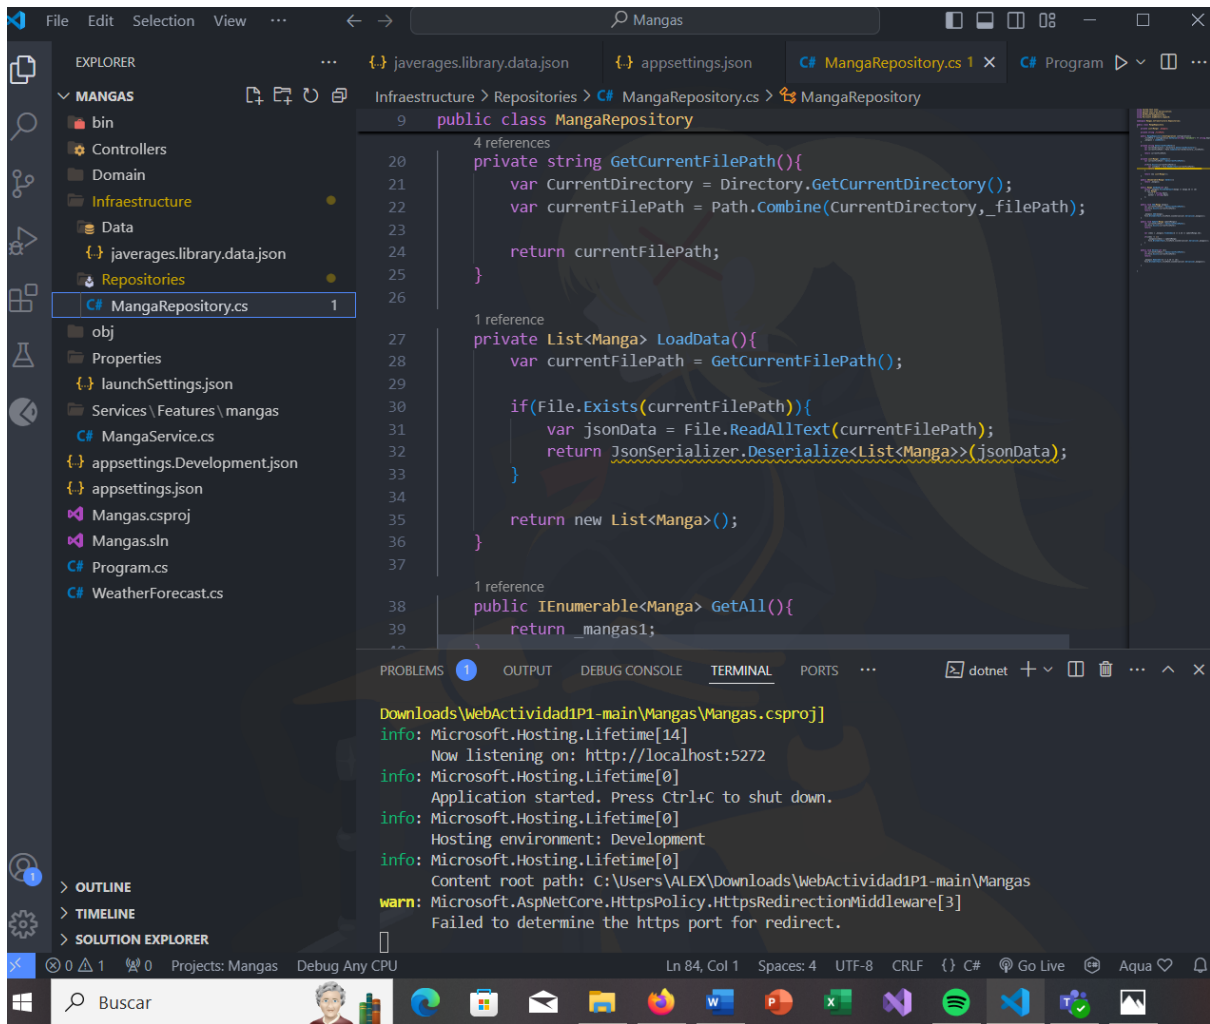 File Edit Selection View ··· Mangas
EXPLORER ···
MANGAS
bin
Controllers
Domain
Infraestructure
Data
{..} javerages.library.data.json
Repositories
C# MangaRepository.cs 1
obj
Properties
{..} launchSettings.json
Services\Features\mangas
C# MangaService.cs
{..} appsettings.Development.json
{..} appsettings.json
Mangas.csproj
Mangas.sln
C# Program.cs
C# WeatherForecast.cs
> OUTLINE
> TIMELINE
> SOLUTION EXPLORER
{..} javerages.library.data.json {..} appsettings.json C# MangaRepository.cs 1 × C# Program ···
Infraestructure > Repositories > C# MangaRepository.cs > MangaRepository
9 public class MangaRepository
4 references
20 private string GetCurrentFilePath(){
21 var CurrentDirectory = Directory.GetCurrentDirectory();
22 var currentFilePath = Path.Combine(CurrentDirectory,_filePath);
23
24 return currentFilePath;
25 }
26
1 reference
27 private List<Manga> LoadData(){
28 var currentFilePath = GetCurrentFilePath();
29
30 if(File.Exists(currentFilePath)){
31 var jsonData = File.ReadAllText(currentFilePath);
32 return JsonSerializer.Deserialize<List<Manga>>(jsonData);
33 }
34
35 return new List<Manga>();
36 }
37
1 reference
38 public IEnumerable<Manga> GetAll(){
39 return _mangas1;
PROBLEMS 1 OUTPUT DEBUG CONSOLE TERMINAL PORTS ··· dotnet
Downloads\WebActividad1P1-main\Mangas\Mangas.csproj]
info: Microsoft.Hosting.Lifetime[14]
Now listening on: http://localhost:5272
info: Microsoft.Hosting.Lifetime[0]
Application started. Press Ctrl+C to shut down.
info: Microsoft.Hosting.Lifetime[0]
Hosting environment: Development
info: Microsoft.Hosting.Lifetime[0]
Content root path: C:\Users\ALEX\Downloads\WebActividad1P1-main\Mangas
warn: Microsoft.AspNetCore.HttpsPolicy.HttpsRedirectionMiddleware[3]
Failed to determine the https port for redirect.
1
0 1 0 Projects: Mangas Debug Any CPU Ln 84, Col 1 Spaces: 4 UTF-8 CRLF {} C# Go Live Aqua
Buscar